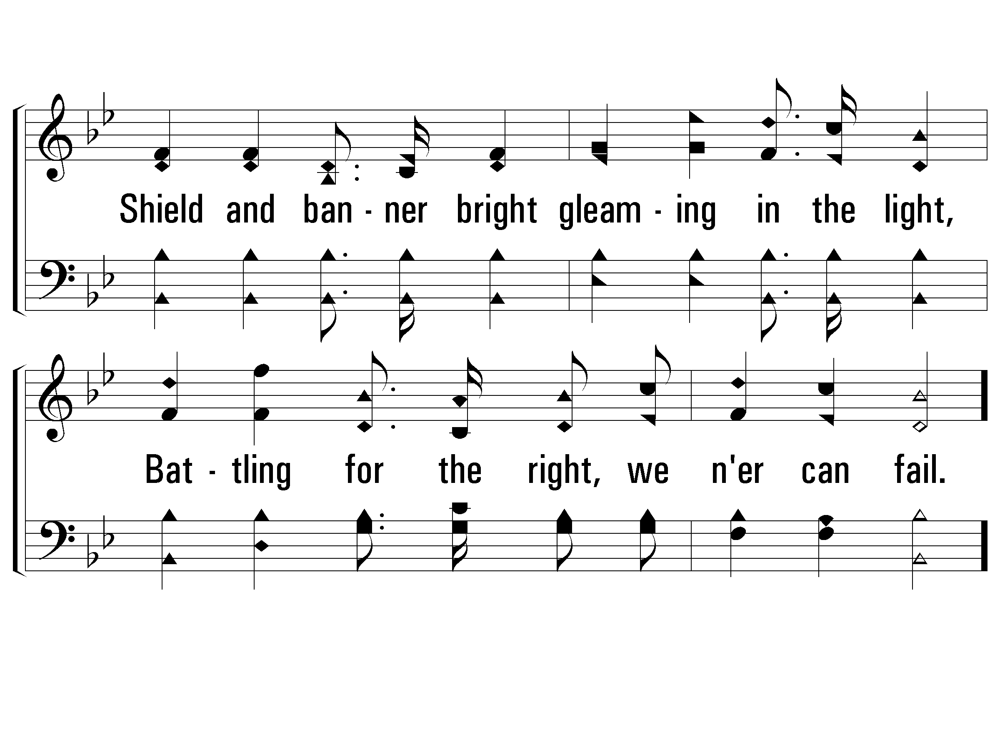 Shield and ban - ner bright gleam - ing in the light,
Bat - tling for the right, we n'er can fail.